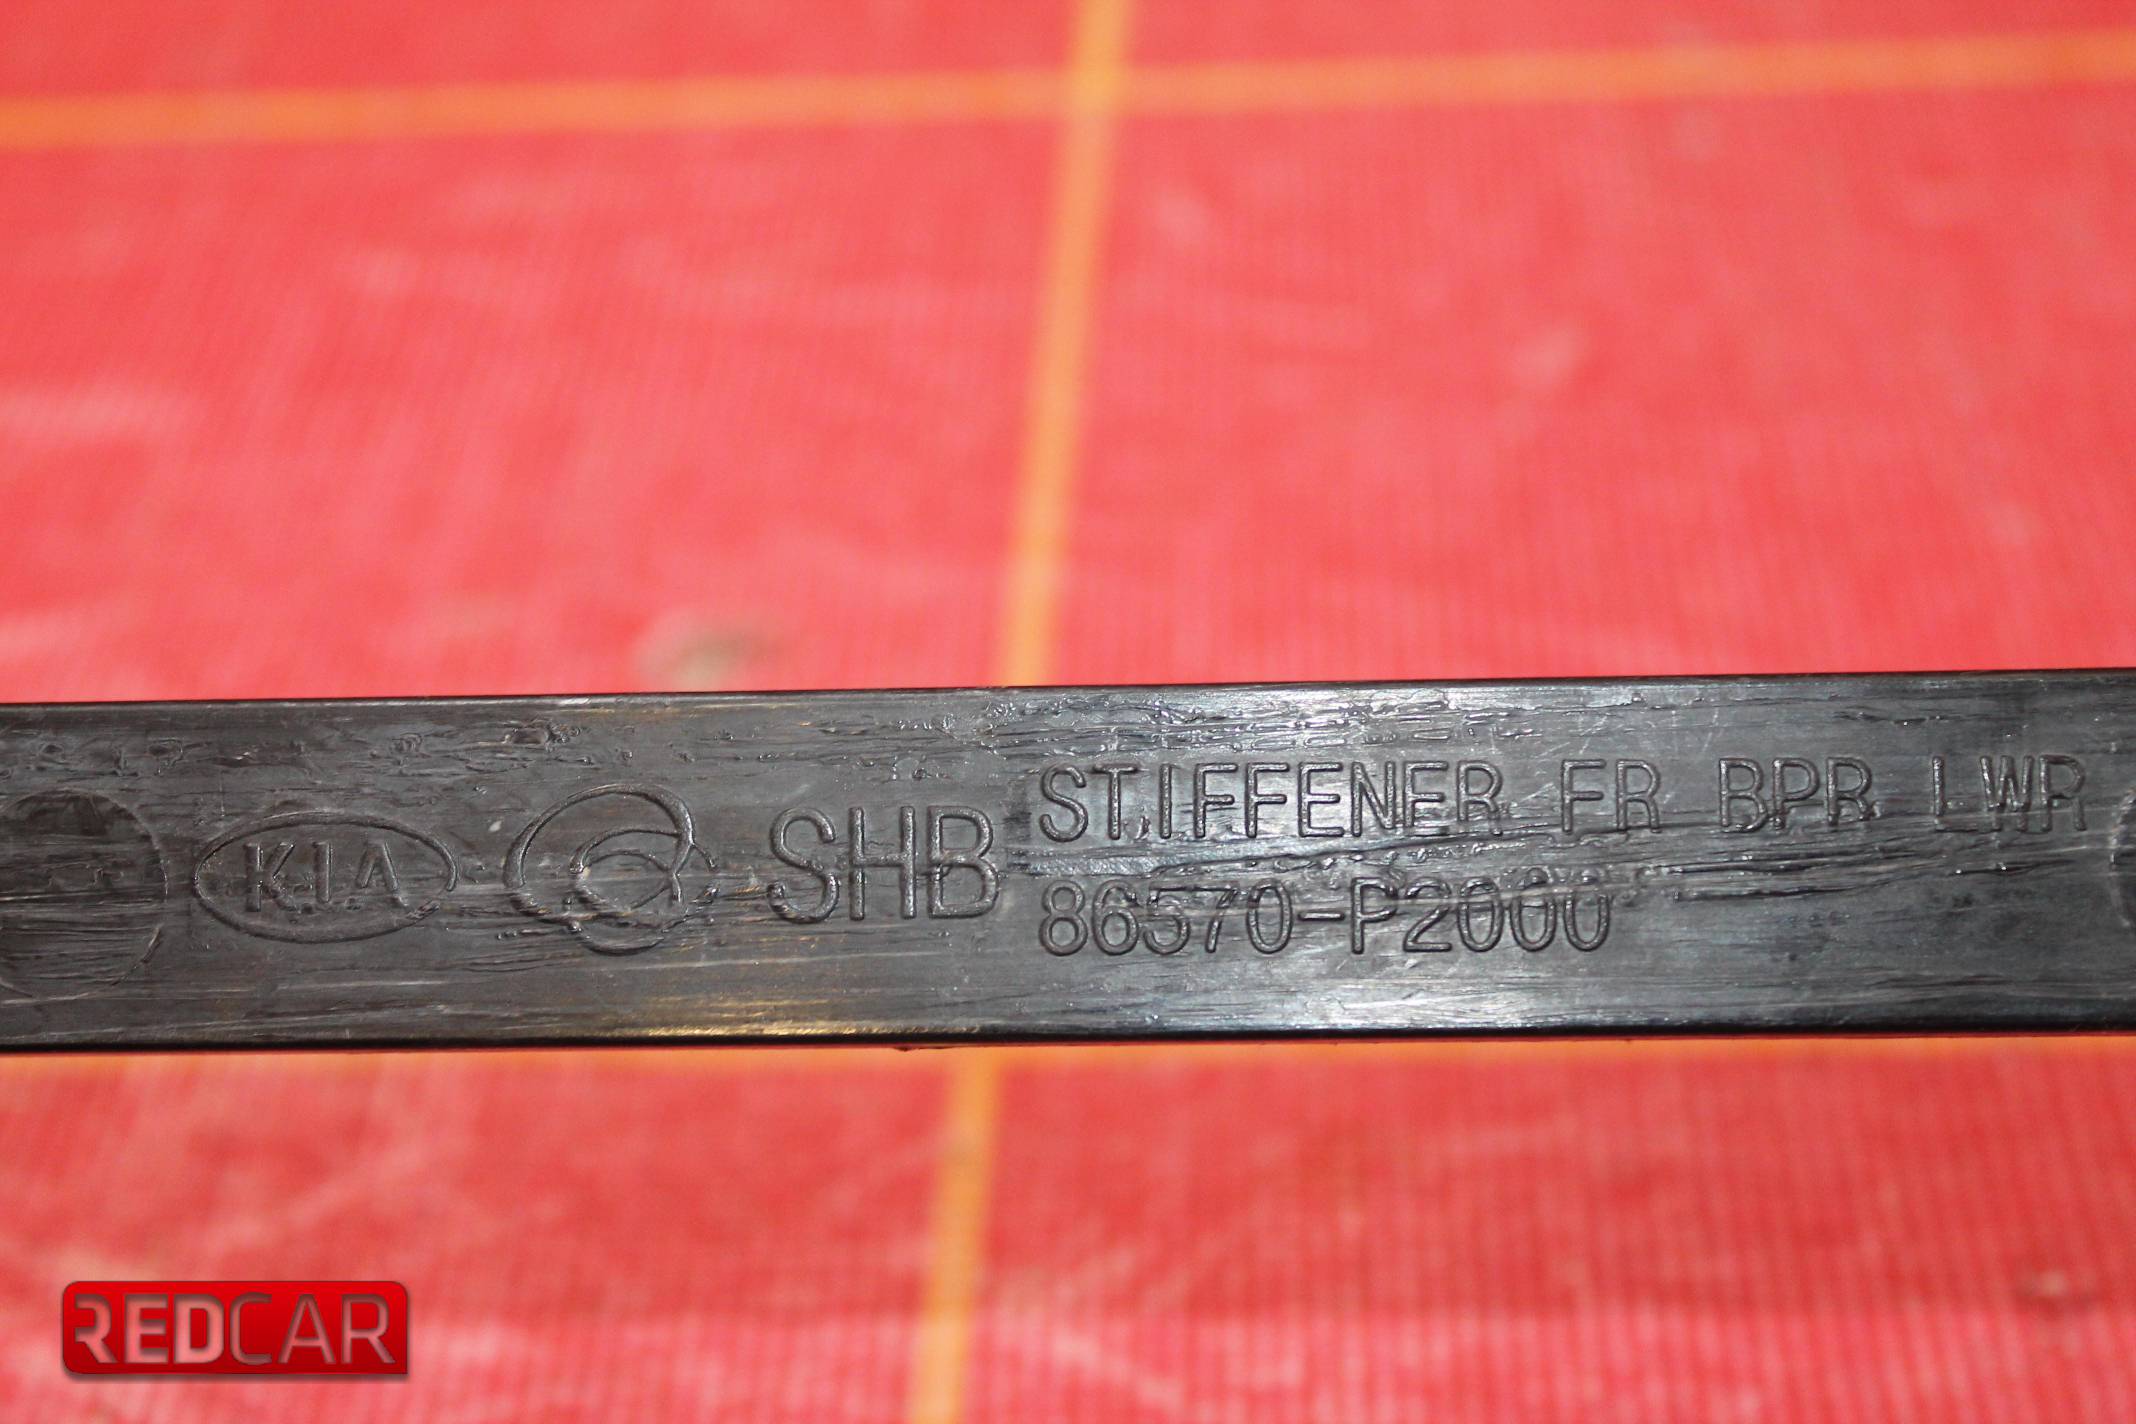 KIA SHB
STIFFENER FR BPR LWR
86570-P2000
REDCAR